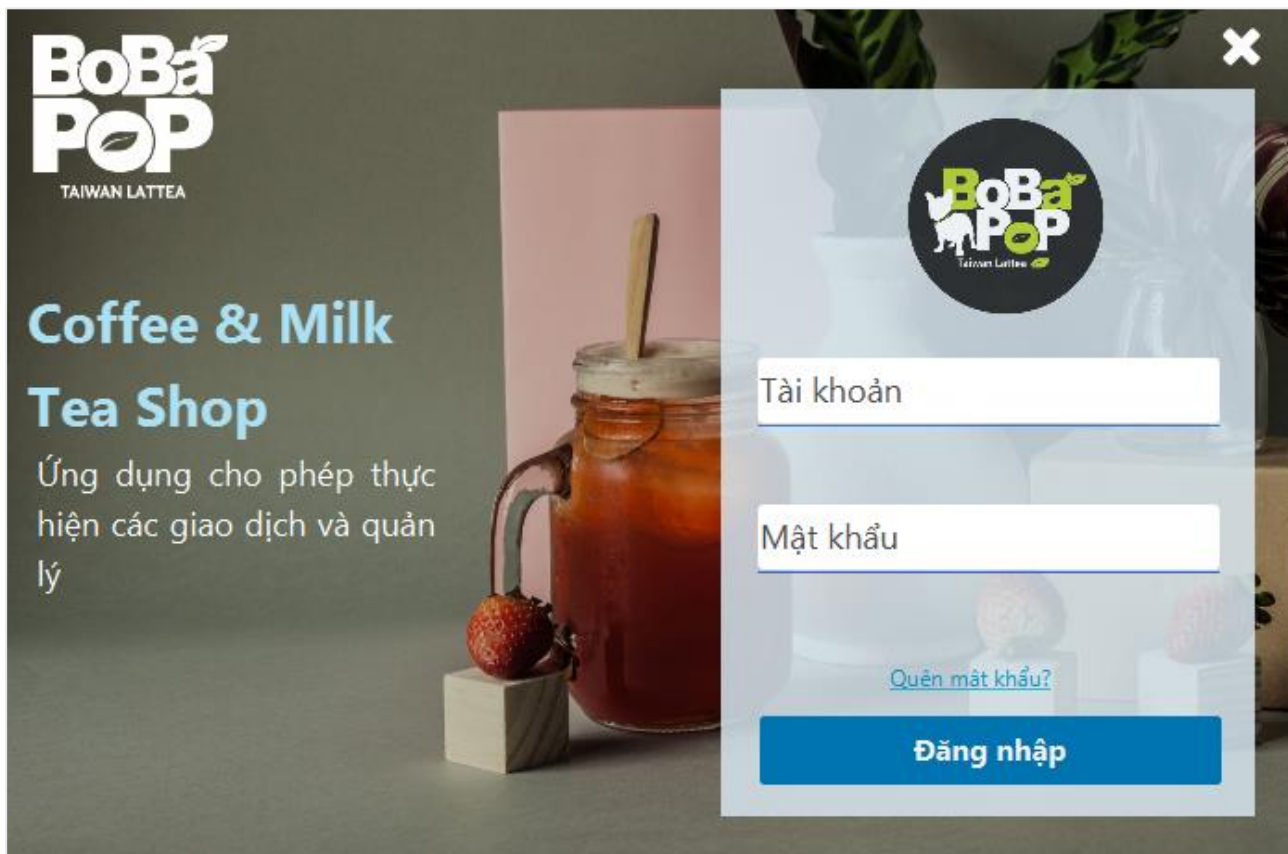 BoBa
PoP
TAIWAN LATTEA
Coffee & Milk
Tea Shop
Ứng dụng cho phép thực
hiện các giao dịch và quản
lý
BoBa
PoP
Taiwan Lattea
Tài khoản
Mật khẩu
Quên mật khẩu?
Đăng nhập